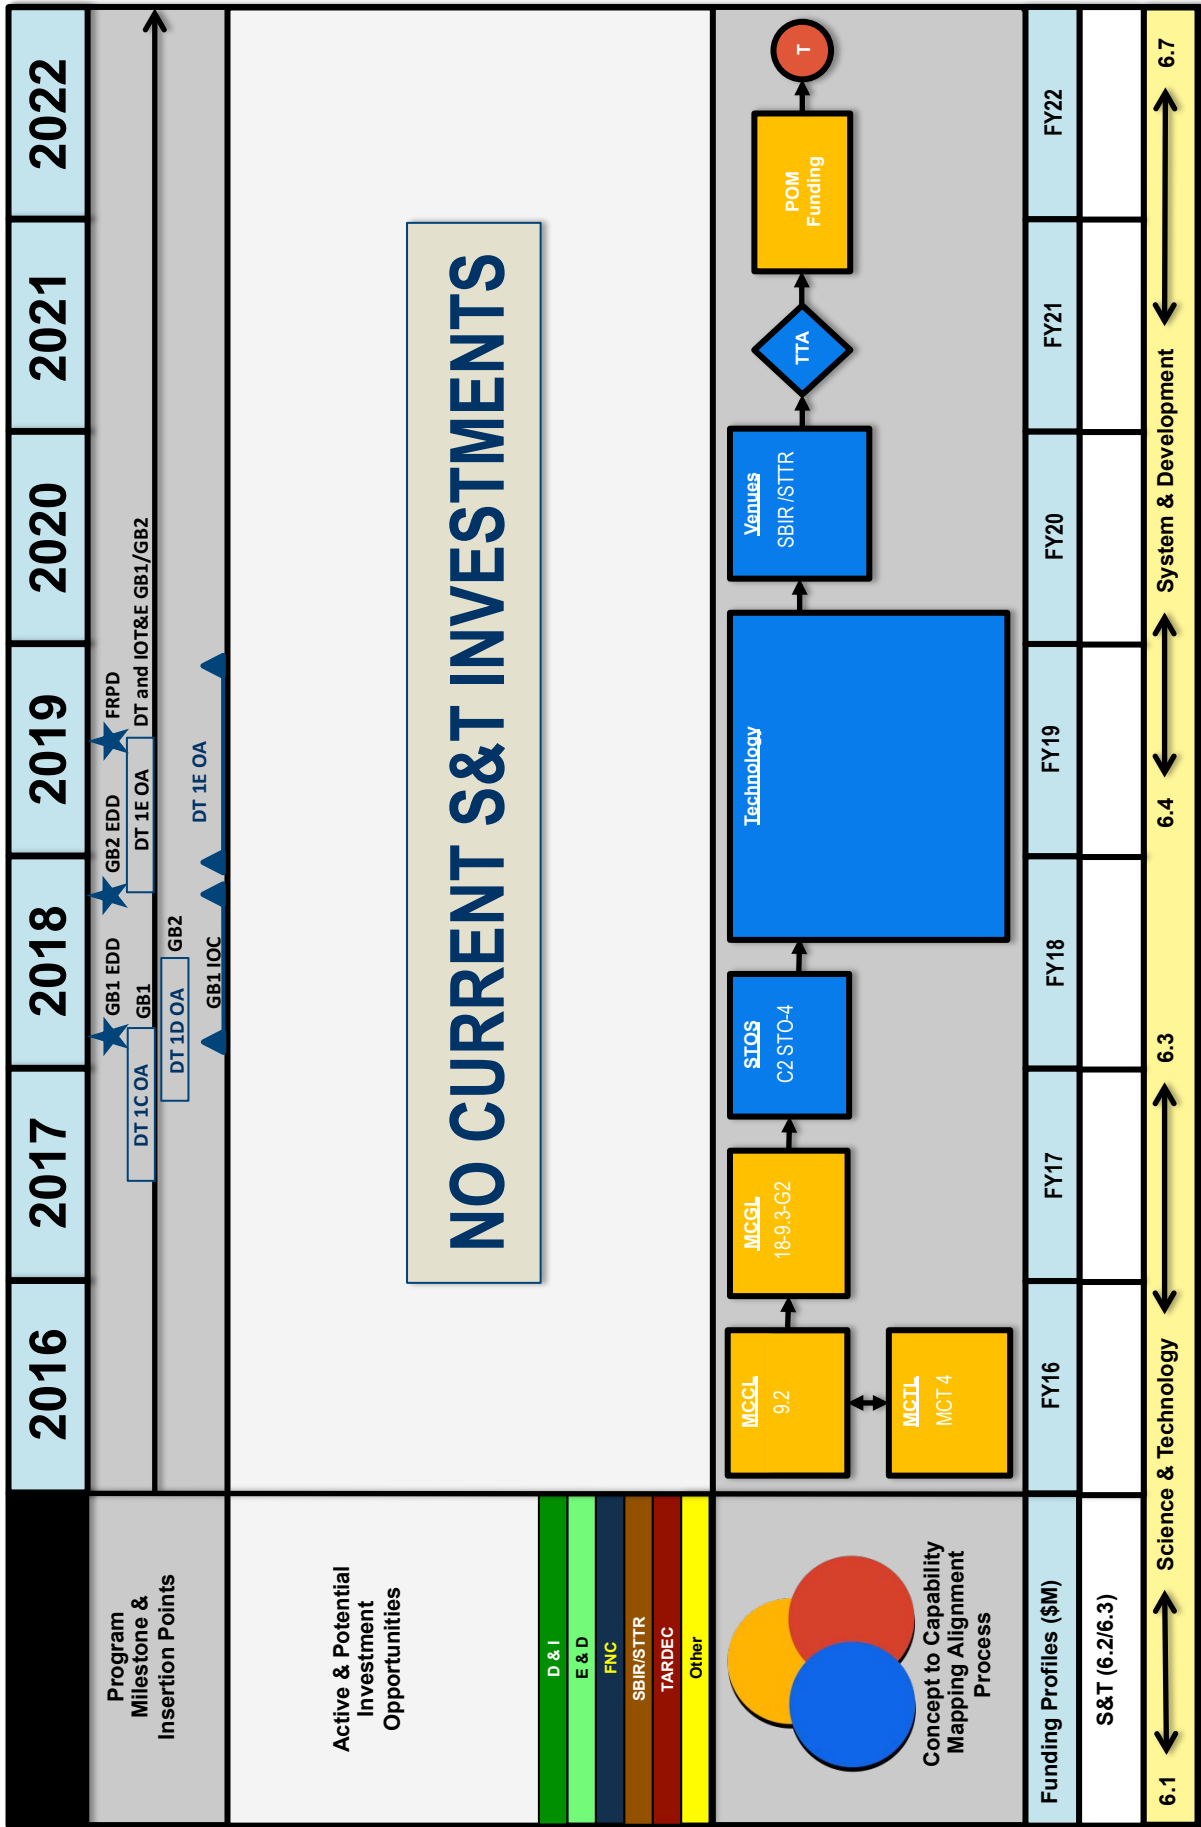 2016
2017
2018
2019
2020
2021
2022
Program
Milestone &
Insertion Points
GB1 EDD
GB2 EDD
FRPD
DT 1C OA
GB1
DT 1E OA
DT and IOT&E GB1/GB2
DT 1D OA
GB2
GB1 IOC
DT 1E OA
Active & Potential
Investment
Opportunities
D & I
E & D
FNC
SBIR/STTR
TARDEC
Other
NO CURRENT S&T INVESTMENTS
Concept to Capability
Mapping Alignment
Process
MCCL
9.2
MCTL
MCT 4
MCGL
18-9.3-G2
STOS
C2 STO-4
Technology
Venues
SBIR /STTR
TTA
POM
Funding
T
Funding Profiles ($M)
FY16
FY17
FY18
FY19
FY20
FY21
FY22
S&T (6.2/6.3)
6.1
Science & Technology
6.3
6.4
System & Development
6.7